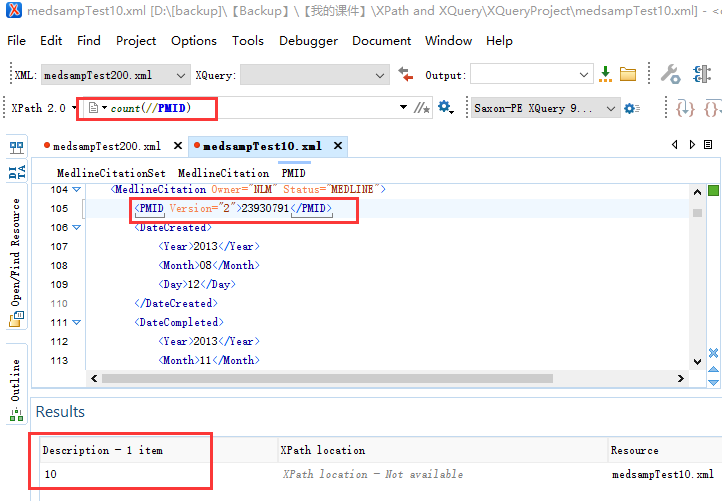 medsampTest10.xml [D:\[backup]\【Backup】\【我的课件】\XPath and XQuery\XQueryProject\medsampTest10.xml] - <o
File Edit Find Project Options Tools Debugger Document Window Help
XML: medsampTest200.xml XQuery: Output:
XPath 2.0 count(//PMID) Saxon-PE XQuery 9...
medsampTest200.xml medsampTest10.xml
MedlineCitationSet MedlineCitation PMID
DITA
Open/Find Resource
Outline
104 <MedlineCitation Owner="NLM" Status="MEDLINE">
105 <PMID Version="2">23930791</PMID>
106 <DateCreated>
107 <Year>2013</Year>
108 <Month>08</Month>
109 <Day>12</Day>
110 </DateCreated>
111 <DateCompleted>
112 <Year>2013</Year>
113 <Month>11</Month>
Results
Description - 1 item XPath location Resource
10 XPath location - Not available medsampTest10.xml